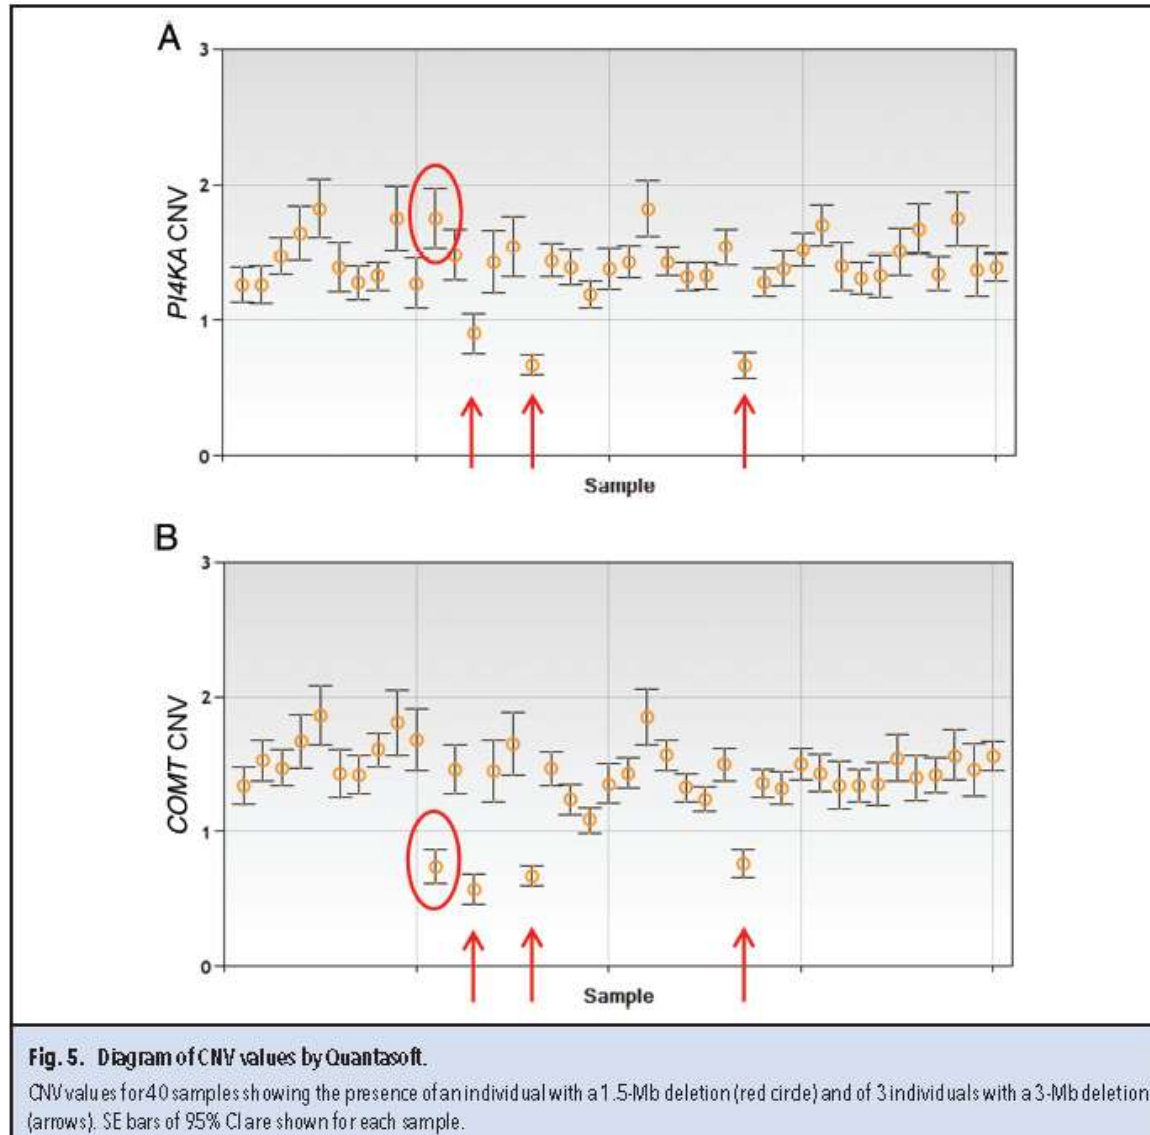 A
3
2
1
0
PI4KA CNV
Sample
B
3
2
1
0
COMT CNV
Sample
Fig. 5. Diagram of CNV values by Quantasoft.
CNV values for 40 samples showing the presence of an individual with a 1.5-Mb deletion (red circle) and of 3 individuals with a 3-Mb deletion
(arrows). SE bars of 95% CI are shown for each sample.